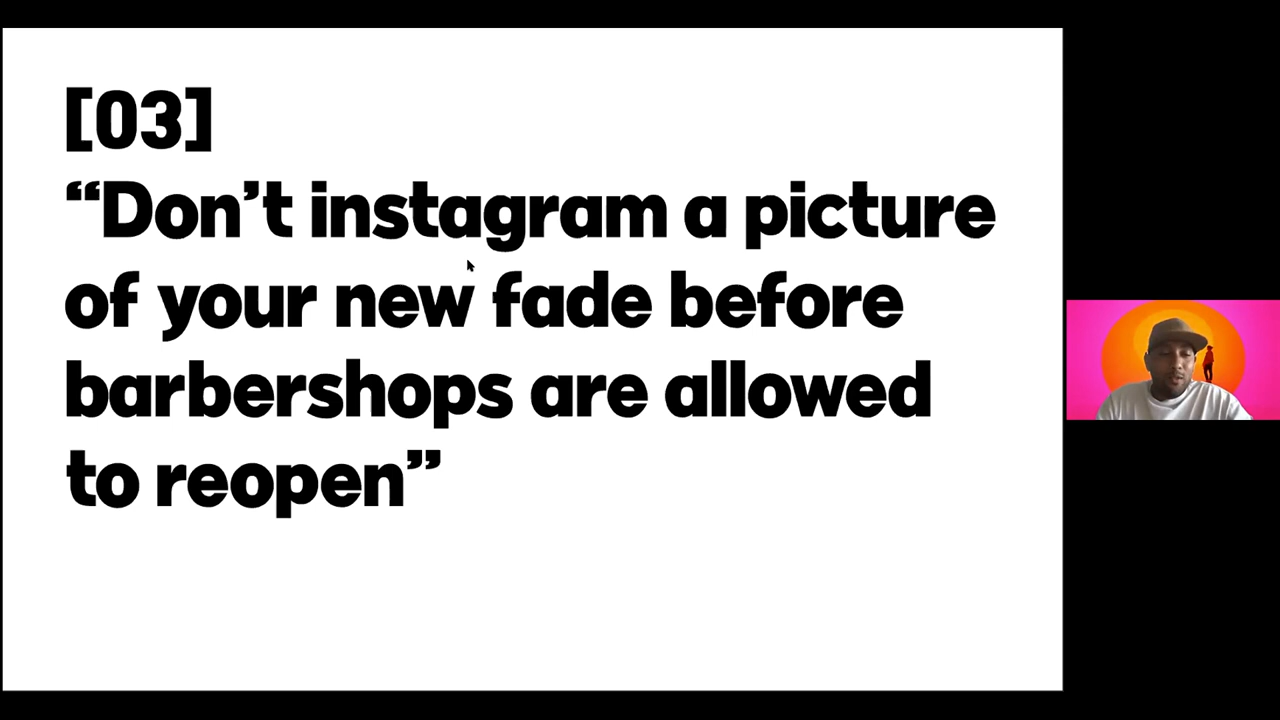 [03]
“Don’t instagram a picture
of your new fade before
barbershops are allowed
to reopen”